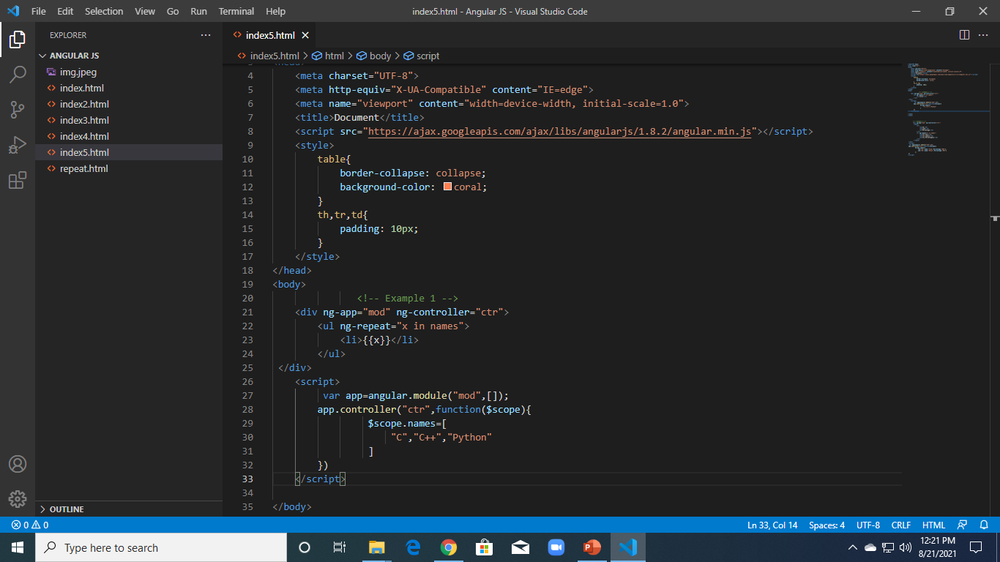 File Edit Selection View Go Run Terminal Help index5.html - Angular JS - Visual Studio Code
EXPLORER
ANGULAR JS
img.jpeg
index.html
index2.html
index3.html
index4.html
index5.html
repeat.html
OUTLINE
index5.html
index5.html > html > body > script
4 <meta charset="UTF-8">
5 <meta http-equiv="X-UA-Compatible" content="IE=edge">
6 <meta name="viewport" content="width=device-width, initial-scale=1.0">
7 <title>Document</title>
8 <script src="https://ajax.googleapis.com/ajax/libs/angularjs/1.8.2/angular.min.js"></script>
9 <style>
10 table{
11 border-collapse: collapse;
12 background-color: coral;
13 }
14 th,tr,td{
15 padding: 10px;
16 }
17 </style>
18 </head>
19 <body>
20 <!-- Example 1 -->
21 <div ng-app="mod" ng-controller="ctr">
22 <ul ng-repeat="x in names">
23 <li>{{x}}</li>
24 </ul>
25 </div>
26 <script>
27 var app=angular.module("mod",[]);
28 app.controller("ctr",function($scope){
29 $scope.names=[
30 "C","C++","Python"
31 ]
32 })
33 </script>
34
35 </body>
0 0 Ln 33, Col 14 Spaces: 4 UTF-8 CRLF HTML
Type here to search
12:21 PM
8/21/2021